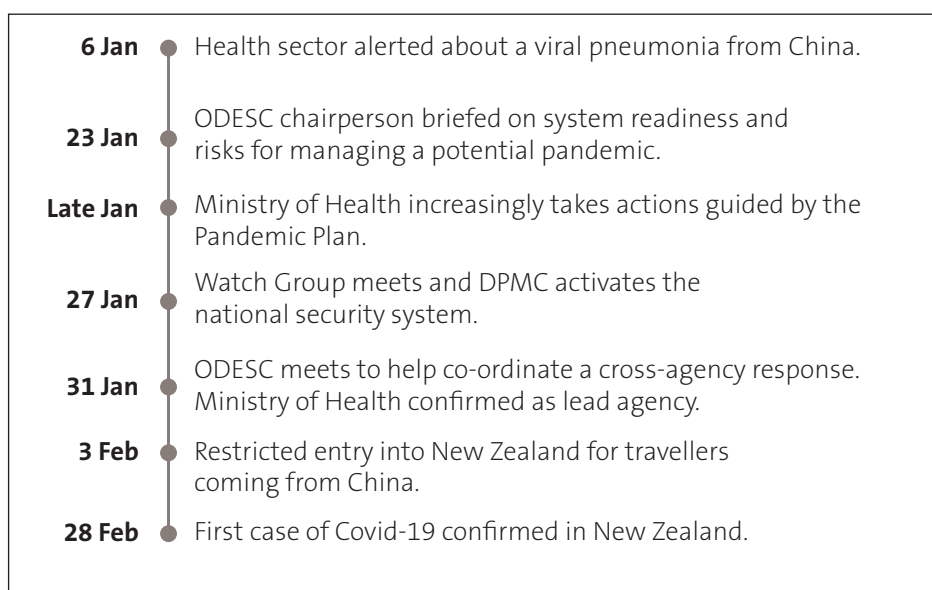 6 Jan Health sector alerted about a viral pneumonia from China.
23 Jan ODESC chairperson briefed on system readiness and
risks for managing a potential pandemic.
Late Jan Ministry of Health increasingly takes actions guided by the
Pandemic Plan.
27 Jan Watch Group meets and DPMC activates the
national security system.
31 Jan ODESC meets to help co-ordinate a cross-agency response.
Ministry of Health confirmed as lead agency.
3 Feb Restricted entry into New Zealand for travellers
coming from China.
28 Feb First case of Covid-19 confirmed in New Zealand.